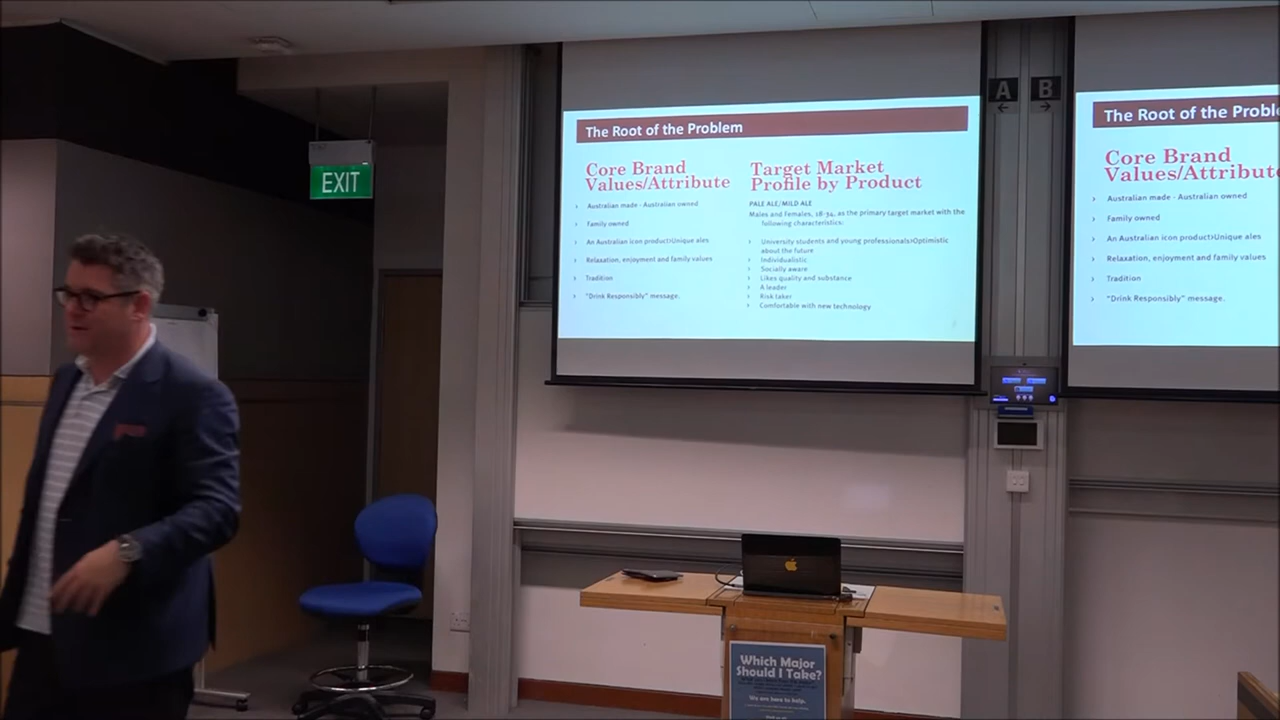 EXIT
The Root of the Problem
Core Brand
Values/Attribute
Australian made - Australian owned
Family owned
An Australian icon product›Unique ales
Relaxation, enjoyment and family values
Tradition
"Drink Responsibly" message.
Target Market
Profile by Product
PALE ALE/MILD ALE
Males and Females, 18-34, as the primary target market with the
following characteristics:
University students and young professionals›Optimistic
about the future
Individualistic
Socially aware
Likes quality and substance
A leader
Risk taker
Comfortable with new technology
A B
The Root of the Proble
Core Brand
Values/Attribute
Australian made - Australian owned
Family owned
An Australian icon product›Unique ales
Relaxation, enjoyment and family values
Tradition
"Drink Responsibly" message.
Which Major
Should I Take?
We are here to help.